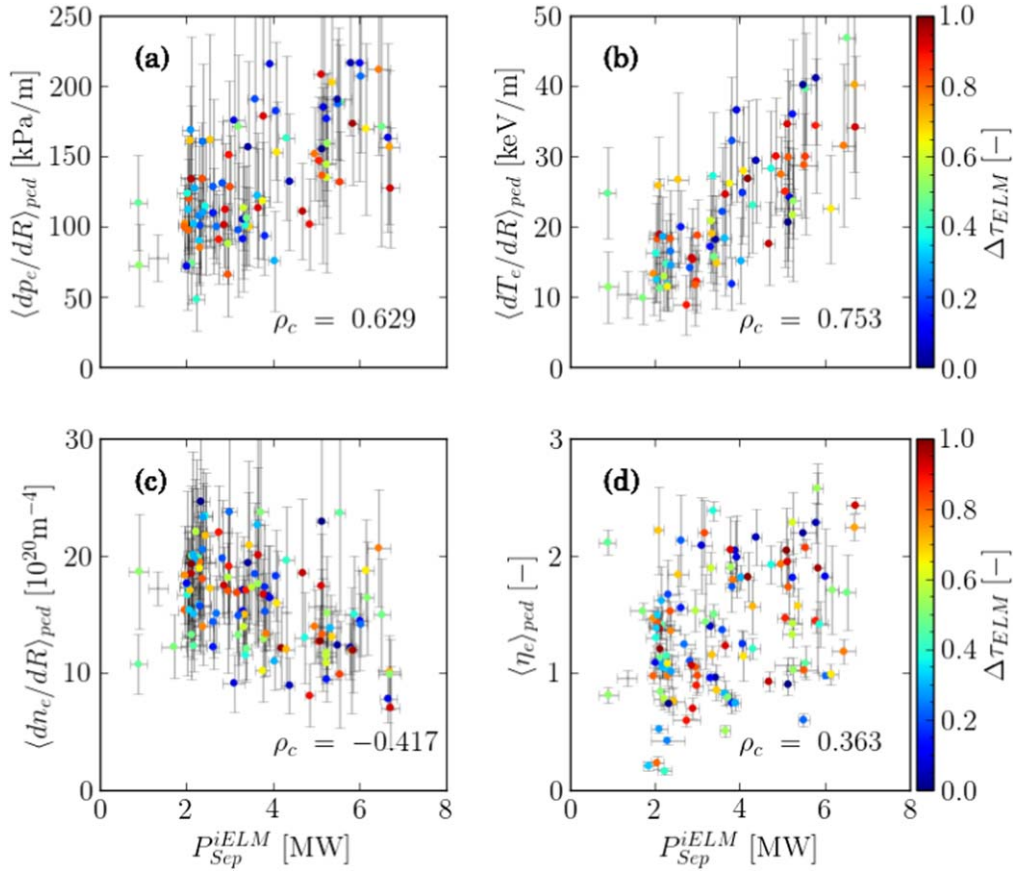 250
200
150
100
50
0
⟨dp_e/dR⟩_ped [kPa/m]
(a)
ρ_c = 0.629
50
40
30
20
10
0
⟨dT_e/dR⟩_ped [keV/m]
(b)
ρ_c = 0.753
1.0
0.8
0.6
0.4
0.2
0.0
Δτ_ELM [−]
30
20
10
0
⟨dn_e/dR⟩_ped [10^20 m^−4]
(c)
ρ_c = −0.417
0 2 4 6 8
P_Sep^iELM [MW]
3
2
1
0
⟨η_e⟩_ped [−]
(d)
ρ_c = 0.363
0 2 4 6 8
P_Sep^iELM [MW]
1.0
0.8
0.6
0.4
0.2
0.0
Δτ_ELM [−]